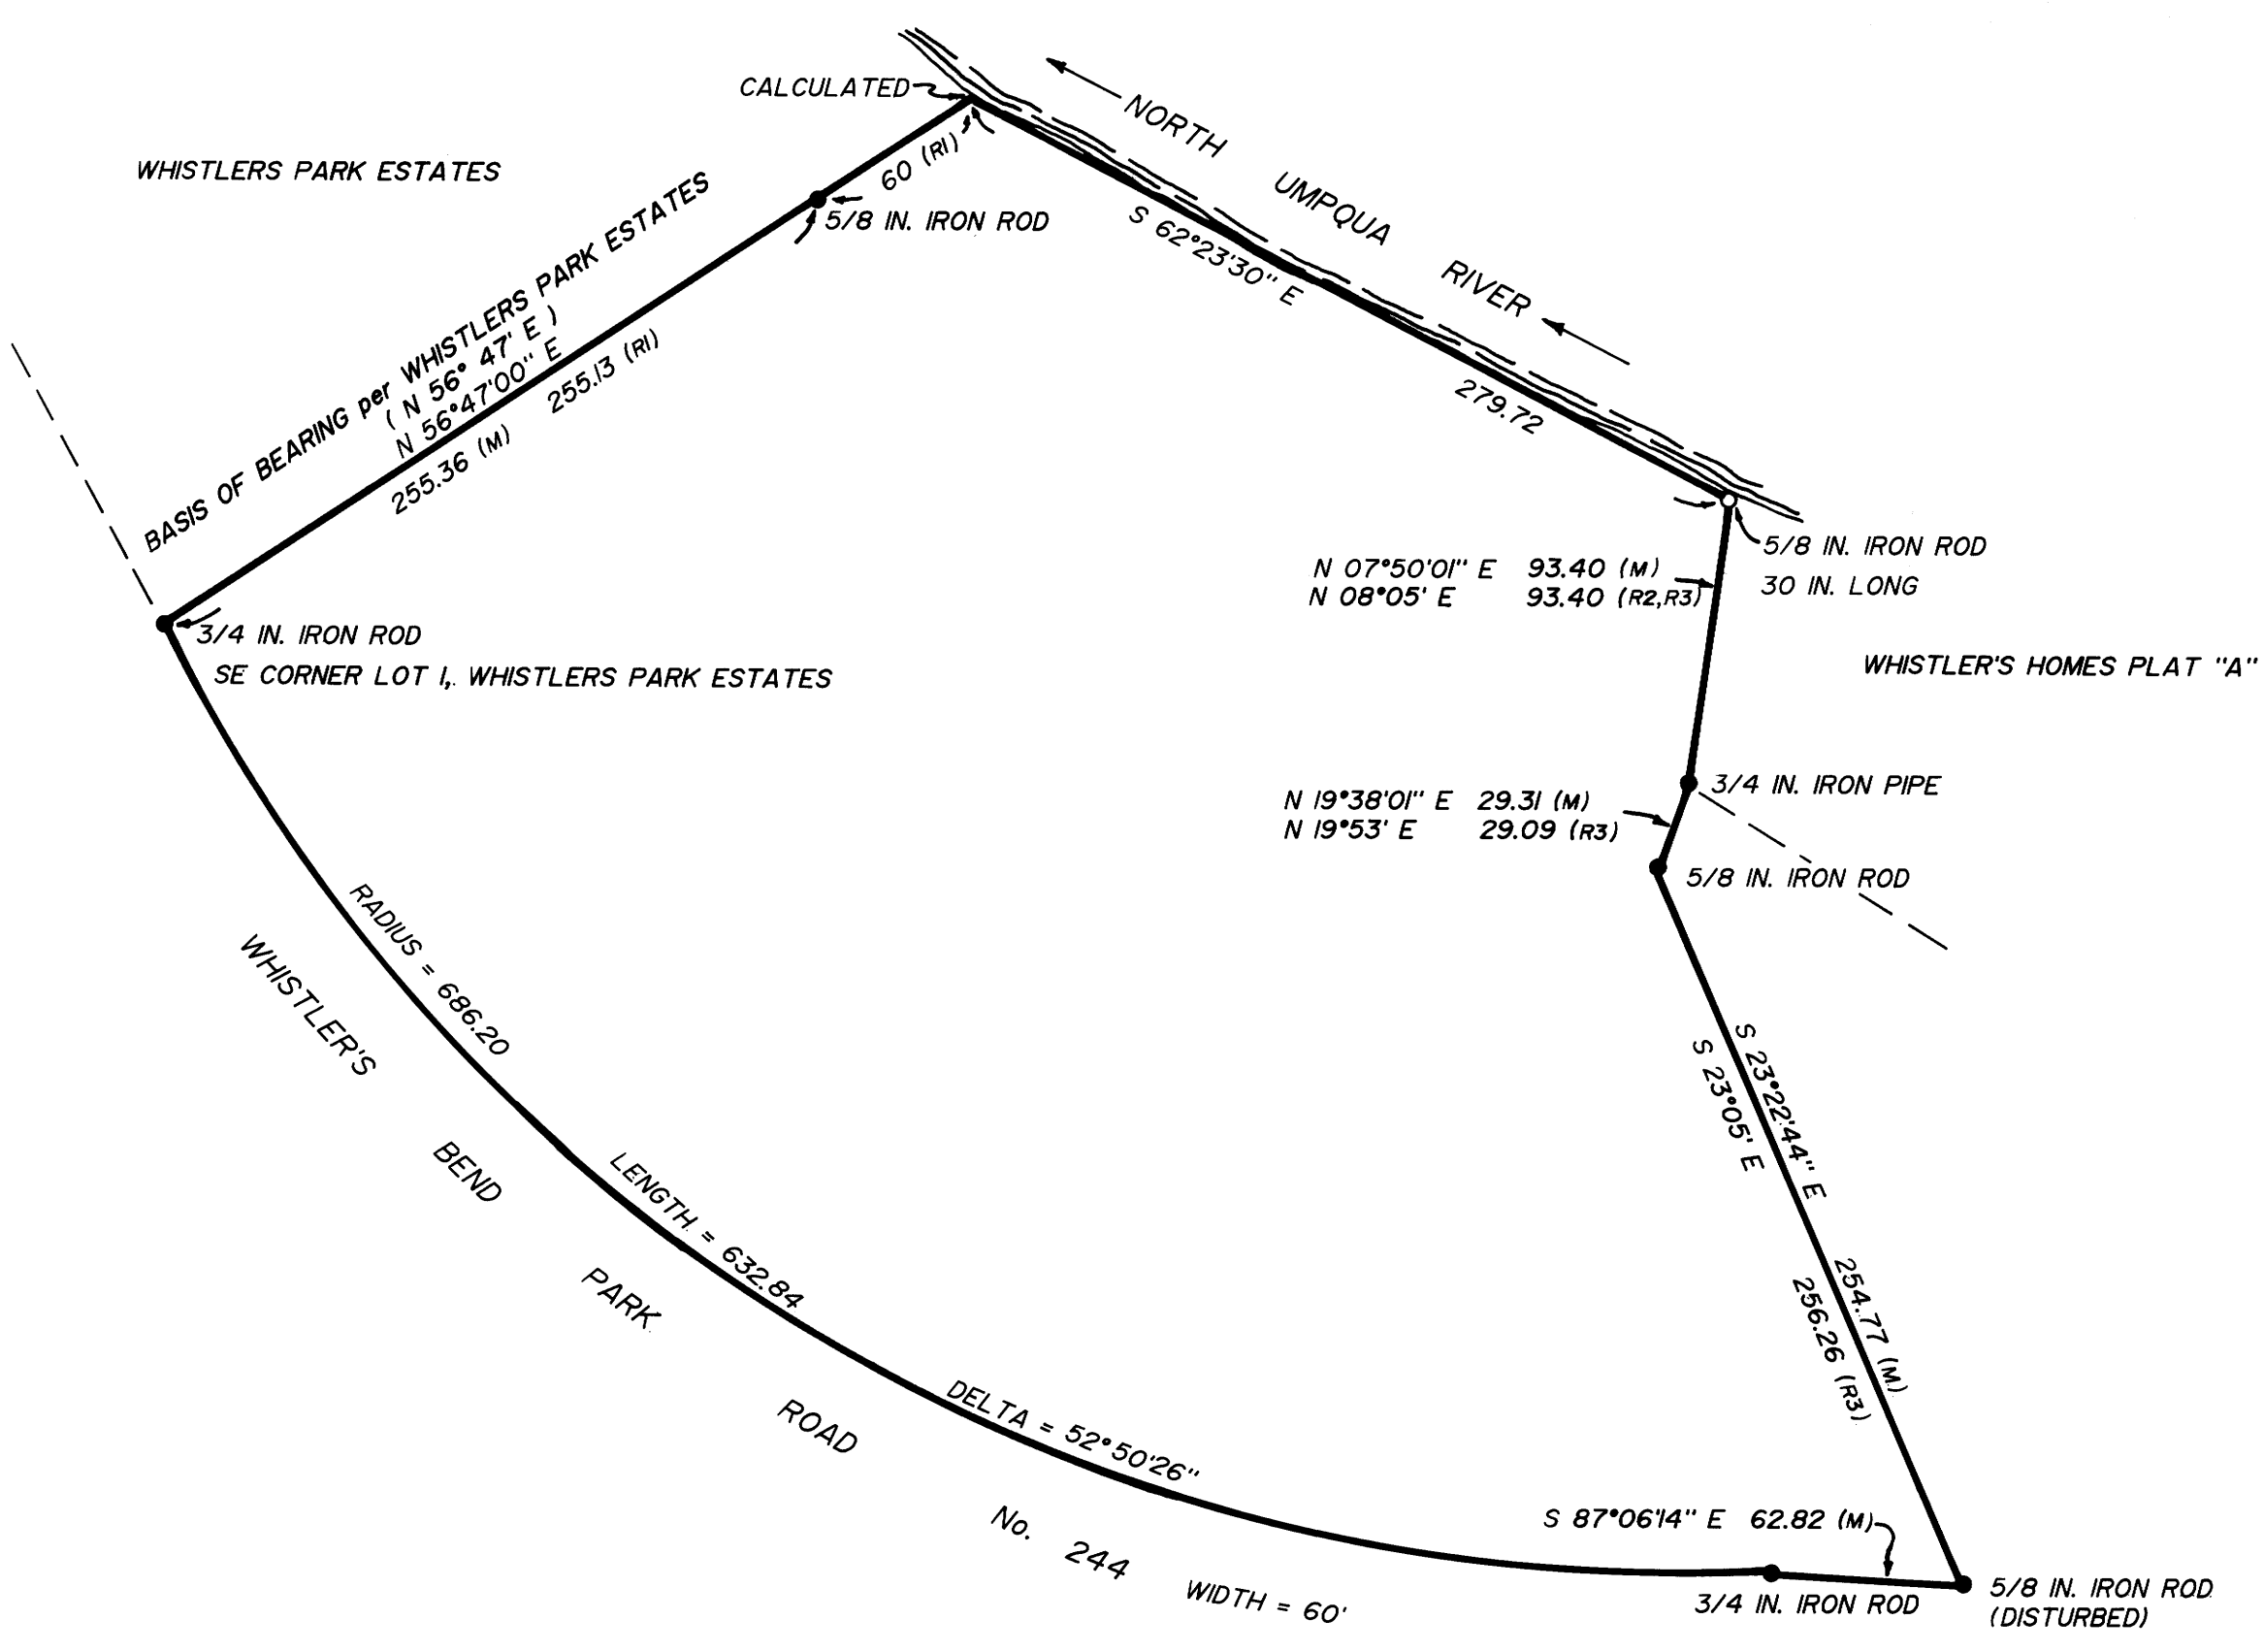 CALCULATED
NORTH UMPQUA RIVER
WHISTLERS PARK ESTATES
60 (R1)
5/8 IN. IRON ROD
S 62°23'30" E
279.72
BASIS OF BEARING per WHISTLERS PARK ESTATES
( N 56° 47' E )
N 56°47'00" E
255.36 (M) 255.13 (R1)
5/8 IN. IRON ROD
30 IN. LONG
N 07°50'01" E 93.40 (M)
N 08°05' E 93.40 (R2,R3)
3/4 IN. IRON ROD
SE CORNER LOT 1, WHISTLERS PARK ESTATES
WHISTLER'S HOMES PLAT "A"
3/4 IN. IRON PIPE
N 19°38'01" E 29.31 (M)
N 19°53' E 29.09 (R3)
5/8 IN. IRON ROD
RADIUS = 686.20
LENGTH = 632.84
DELTA = 52°50'26"
WHISTLER'S BEND PARK ROAD No. 244
WIDTH = 60'
S 23°22'44" E 254.77 (M)
S 23°05' E 256.26 (R3)
S 87°06'14" E 62.82 (M)
3/4 IN. IRON ROD
5/8 IN. IRON ROD
(DISTURBED)